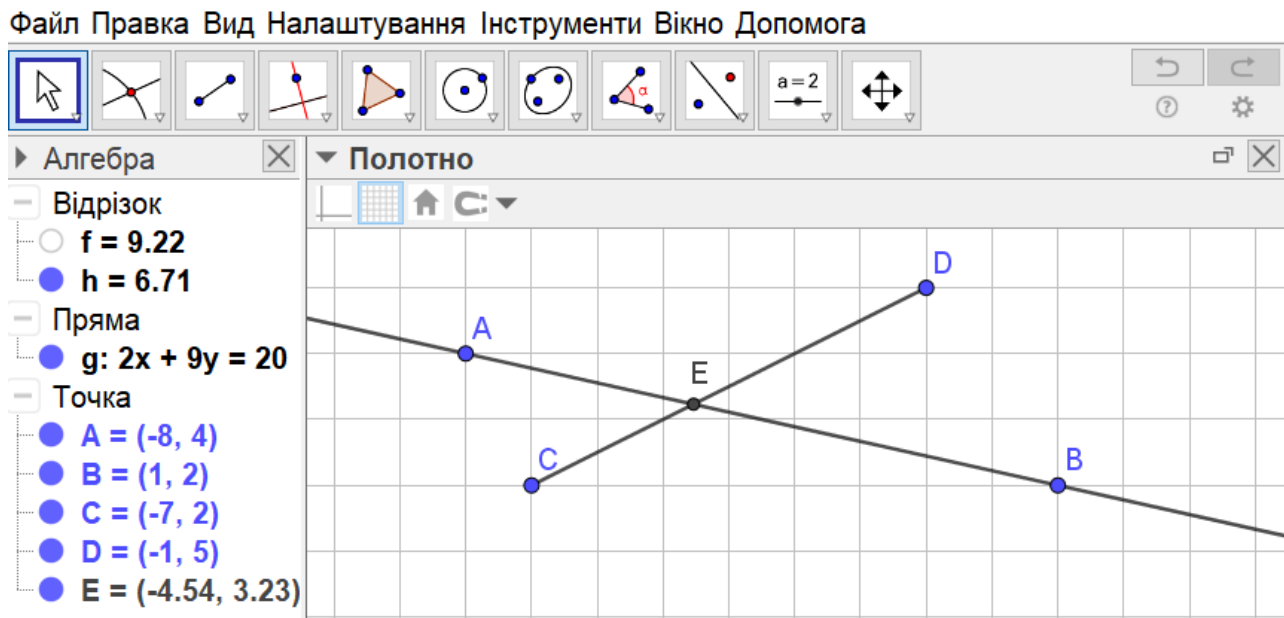 Файл Правка Вид Налаштування Інструменти Вікно Допомога
α
a = 2
Алгебра
Полотно
Відрізок
f = 9.22
h = 6.71
Пряма
g: 2x + 9y = 20
Точка
A = (-8, 4)
B = (1, 2)
C = (-7, 2)
D = (-1, 5)
E = (-4.54, 3.23)
D
A
E
C
B